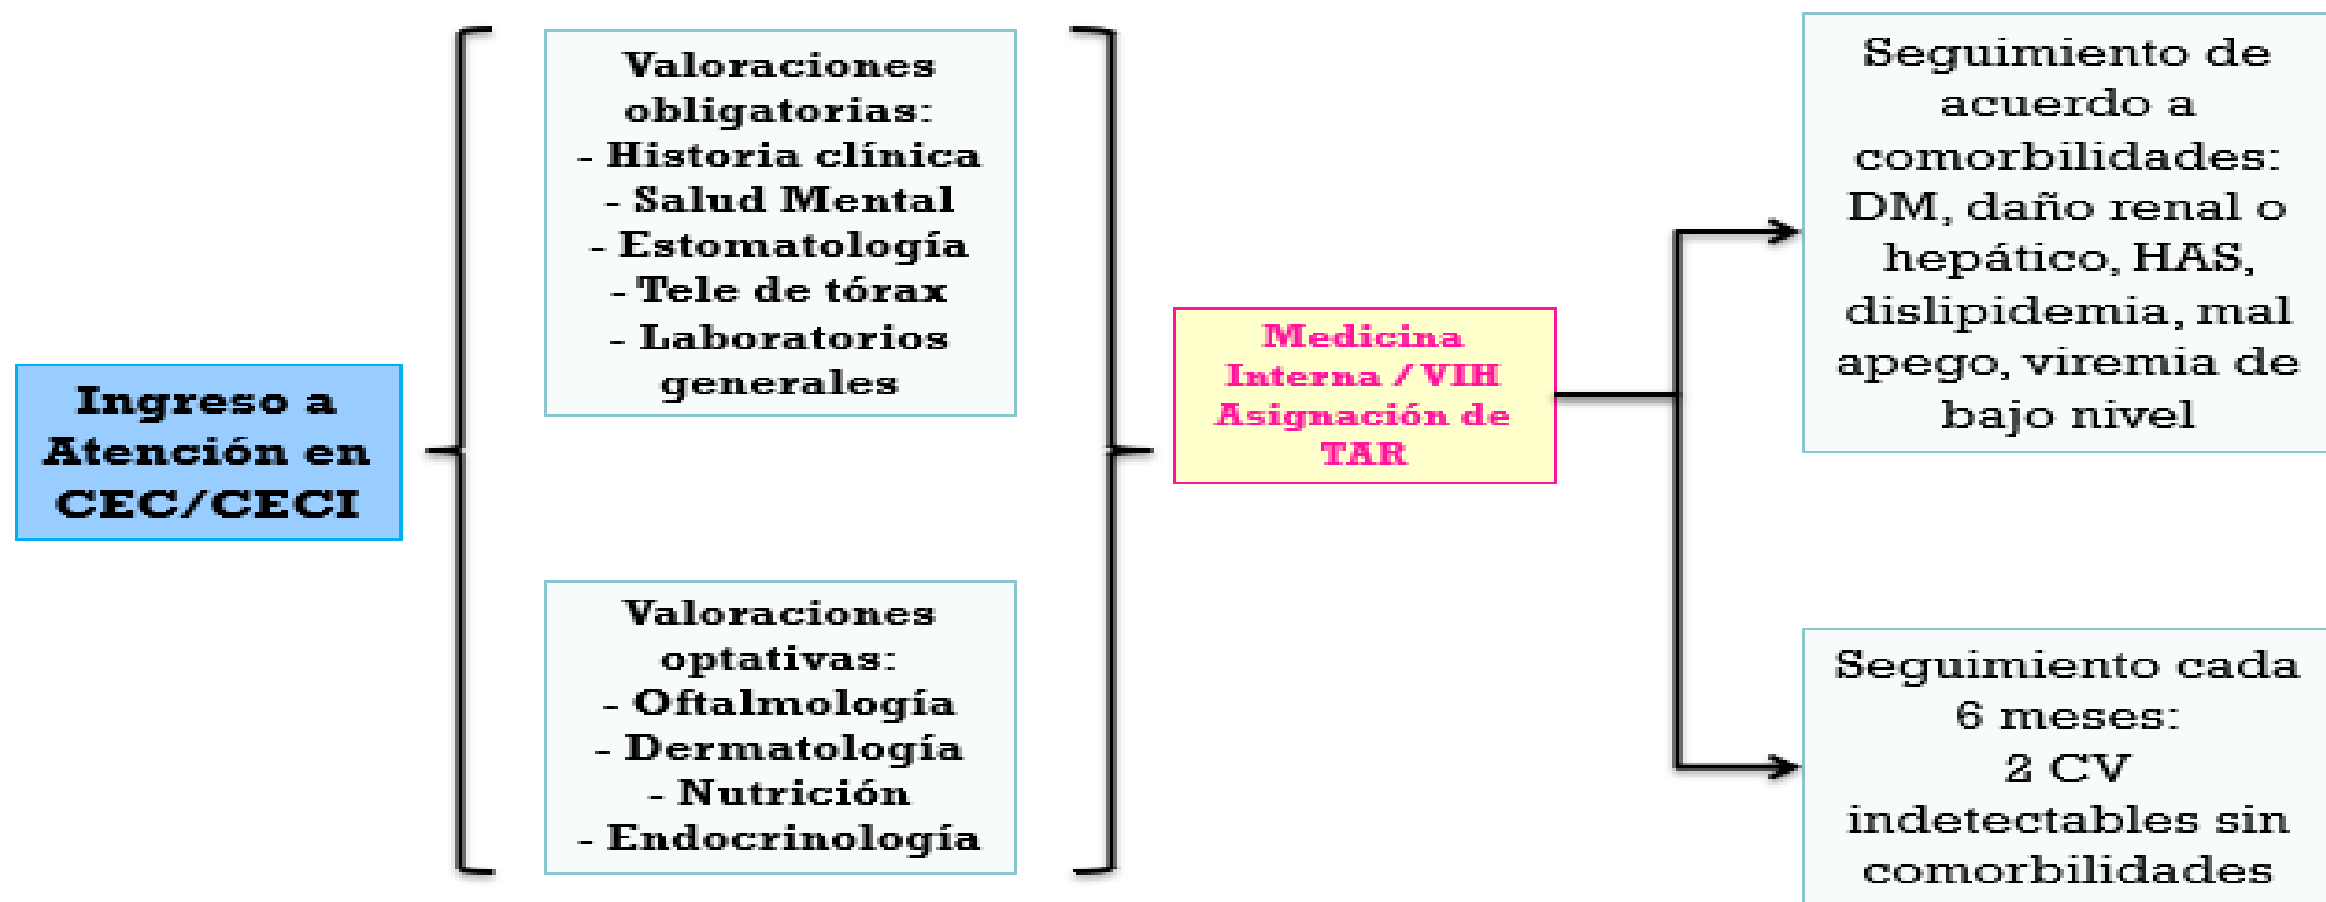 Ingreso a
Atención en
CEC/CECI
Valoraciones
obligatorias:
- Historia clínica
- Salud Mental
- Estomatología
- Tele de tórax
- Laboratorios
generales
Valoraciones
optativas:
- Oftalmología
- Dermatología
- Nutrición
- Endocrinología
Medicina
Interna / VIH
Asignación de
TAR
Seguimiento de
acuerdo a
comorbilidades:
DM, daño renal o
hepático, HAS,
dislipidemia, mal
apego, viremia de
bajo nivel
Seguimiento cada
6 meses:
2 CV
indetectables sin
comorbilidades